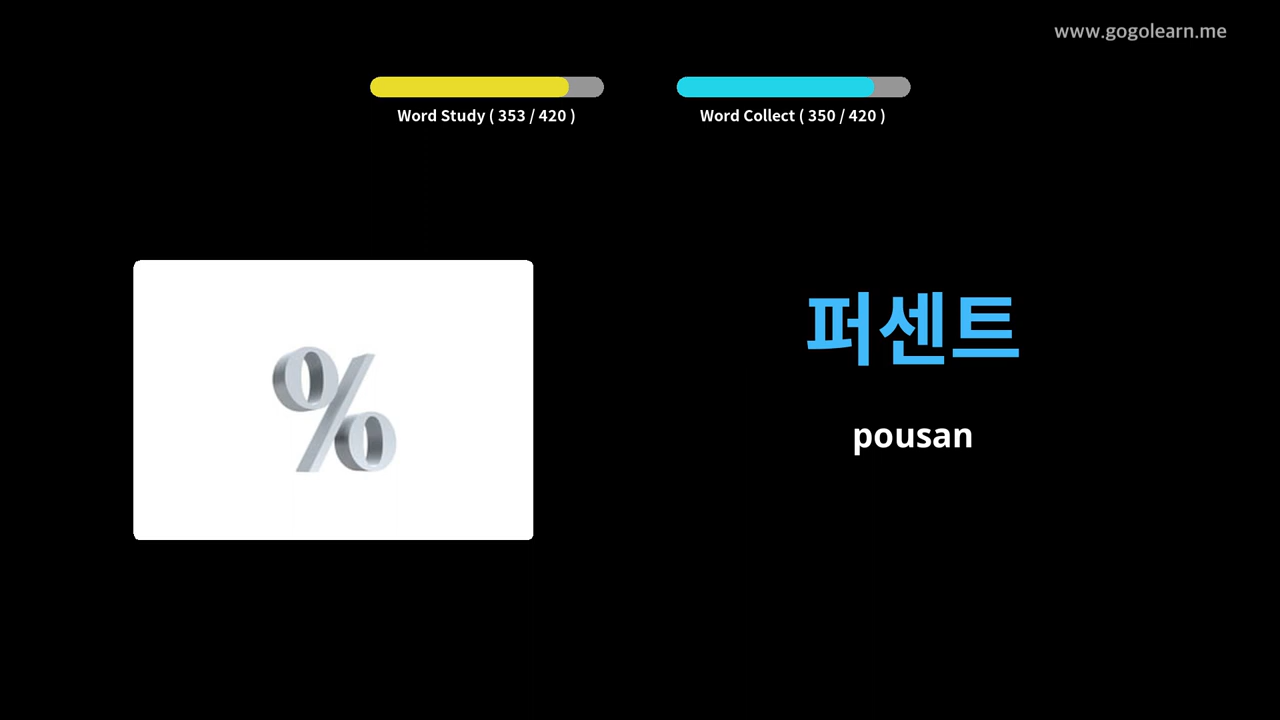 www.gogolearn.me
Word Study ( 353 / 420 )
Word Collect ( 350 / 420 )
%
퍼센트
pousan